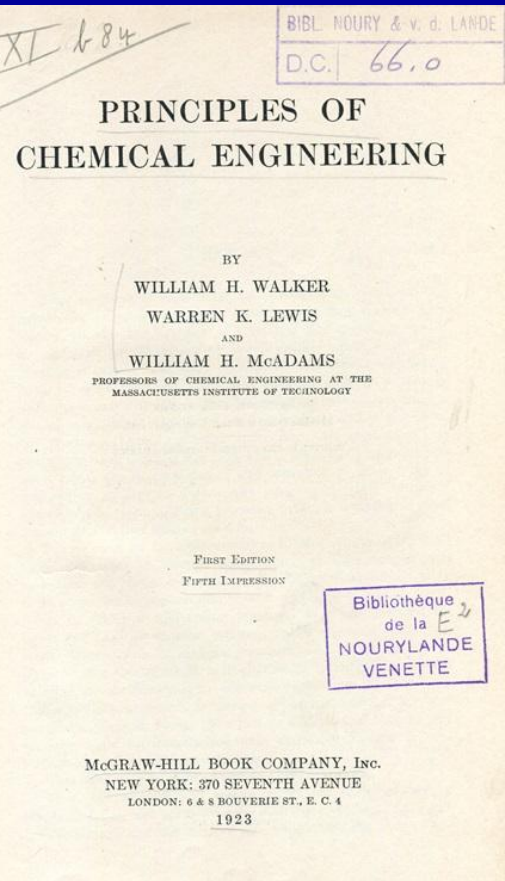 XI b 84
BIBL. NOURY & v. d. LANDE
D.C. 66.0
PRINCIPLES OF
CHEMICAL ENGINEERING
BY
WILLIAM H. WALKER
WARREN K. LEWIS
AND
WILLIAM H. McADAMS
PROFESSORS OF CHEMICAL ENGINEERING AT THE
MASSACHUSETTS INSTITUTE OF TECHNOLOGY
FIRST EDITION
FIFTH IMPRESSION
Bibliothèque
de la E2
NOURYLANDE
VENETTE
McGRAW-HILL BOOK COMPANY, INC.
NEW YORK: 370 SEVENTH AVENUE
LONDON: 6 & 8 BOUVERIE ST., E. C. 4
1923